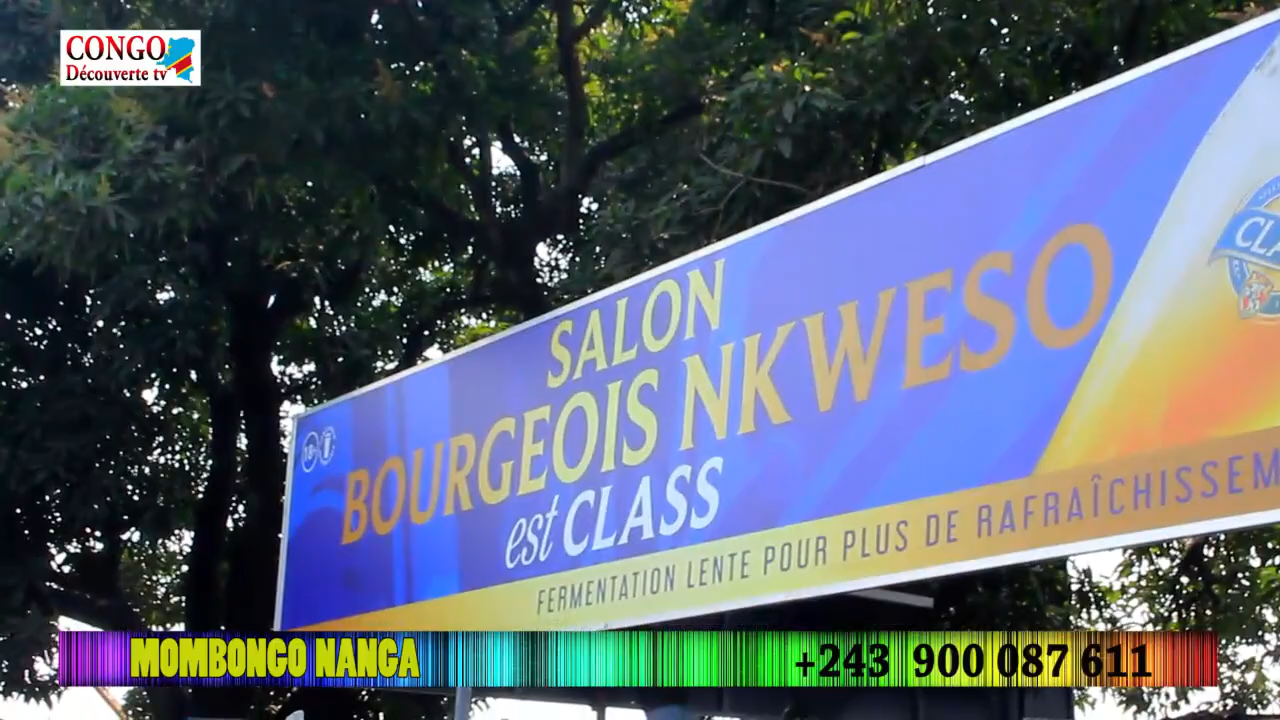 CONGO
Découverte tv
SALON
BOURGEOIS NKWESO
est CLASS
FERMENTATION LENTE POUR PLUS DE
MOMBONGO NANGA
+243 900 087 611